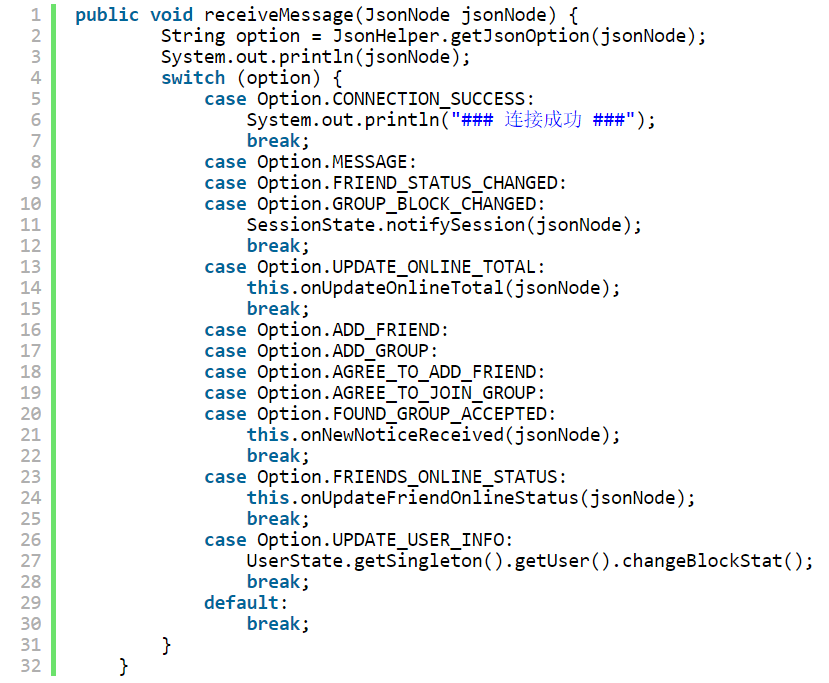 1 public void receiveMessage(JsonNode jsonNode) {
2 String option = JsonHelper.getJsonOption(jsonNode);
3 System.out.println(jsonNode);
4 switch (option) {
5 case Option.CONNECTION_SUCCESS:
6 System.out.println("### 连接成功 ###");
7 break;
8 case Option.MESSAGE:
9 case Option.FRIEND_STATUS_CHANGED:
10 case Option.GROUP_BLOCK_CHANGED:
11 SessionState.notifySession(jsonNode);
12 break;
13 case Option.UPDATE_ONLINE_TOTAL:
14 this.onUpdateOnlineTotal(jsonNode);
15 break;
16 case Option.ADD_FRIEND:
17 case Option.ADD_GROUP:
18 case Option.AGREE_TO_ADD_FRIEND:
19 case Option.AGREE_TO_JOIN_GROUP:
20 case Option.FOUND_GROUP_ACCEPTED:
21 this.onNewNoticeReceived(jsonNode);
22 break;
23 case Option.FRIENDS_ONLINE_STATUS:
24 this.onUpdateFriendOnlineStatus(jsonNode);
25 break;
26 case Option.UPDATE_USER_INFO:
27 UserState.getSingleton().getUser().changeBlockStat();
28 break;
29 default:
30 break;
31 }
32 }